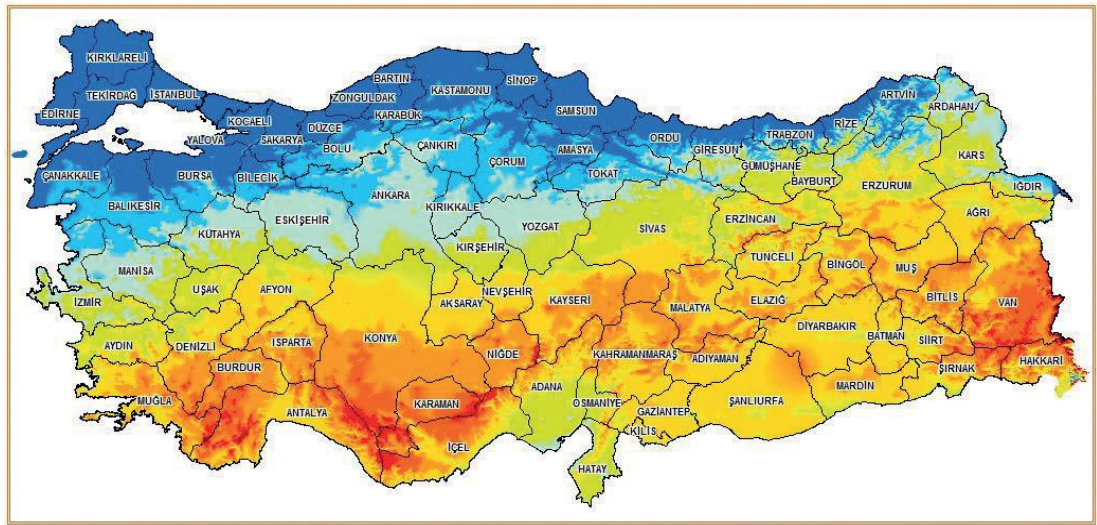 KIRKLARELİ
EDİRNE
TEKİRDAĞ
İSTANBUL
KOCAELİ
YALOVA
SAKARYA
DÜZCE
ZONGULDAK
BARTIN
KARABÜK
KASTAMONU
SİNOP
SAMSUN
ORDU
GİRESUN
TRABZON
RİZE
ARTVİN
ARDAHAN
KARS
IĞDIR
ÇANAKKALE
BALIKESİR
BURSA
BİLECİK
BOLU
ÇANKIRI
ÇORUM
AMASYA
TOKAT
GÜMÜŞHANE
BAYBURT
ERZURUM
AĞRI
KÜTAHYA
ESKİŞEHİR
ANKARA
KIRIKKALE
YOZGAT
SİVAS
ERZİNCAN
TUNCELİ
BİNGÖL
MUŞ
BİTLİS
VAN
MANİSA
İZMİR
UŞAK
AFYON
KIRŞEHİR
AKSARAY
NEVŞEHİR
KAYSERİ
MALATYA
ELAZIĞ
DİYARBAKIR
BATMAN
SİİRT
ŞIRNAK
HAKKARİ
AYDIN
DENİZLİ
ISPARTA
BURDUR
KONYA
NİĞDE
KAHRAMANMARAŞ
ADIYAMAN
MARDİN
MUĞLA
ANTALYA
KARAMAN
İÇEL
ADANA
OSMANİYE
GAZİANTEP
KİLİS
ŞANLIURFA
HATAY